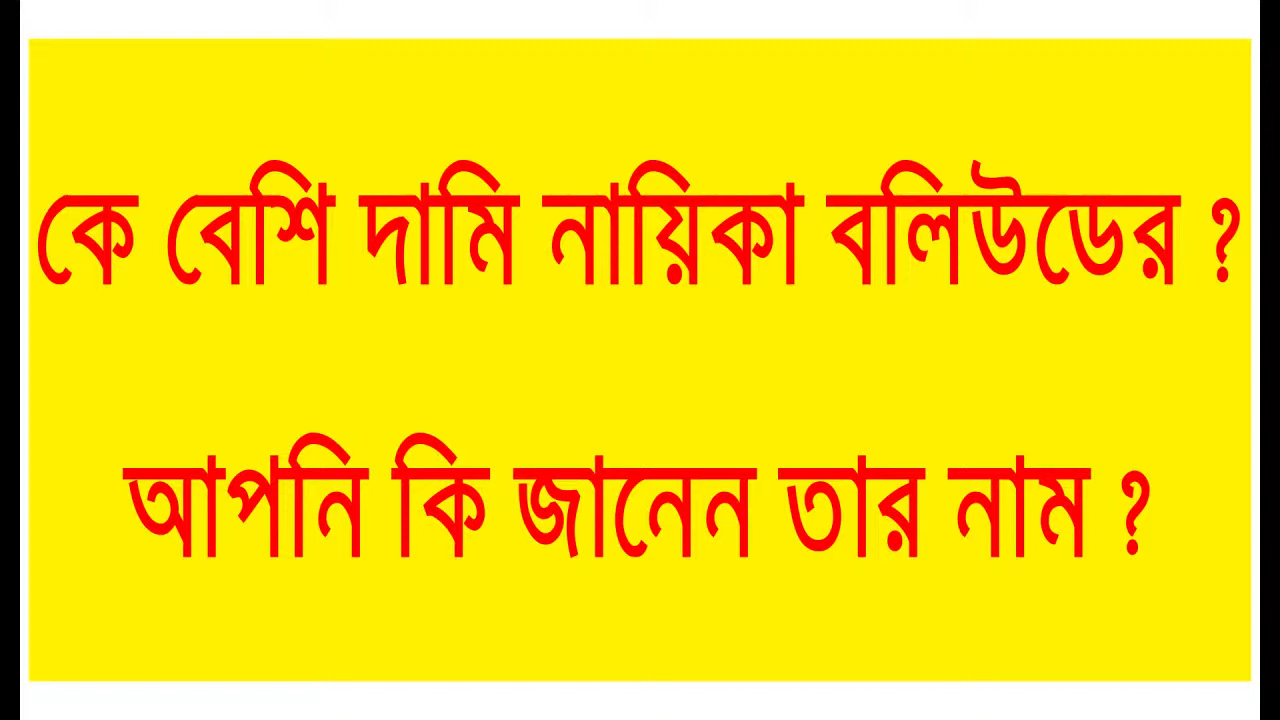 কে বেশি দামি নায়িকা বলিউডের ?
আপনি কি জানেন তার নাম ?